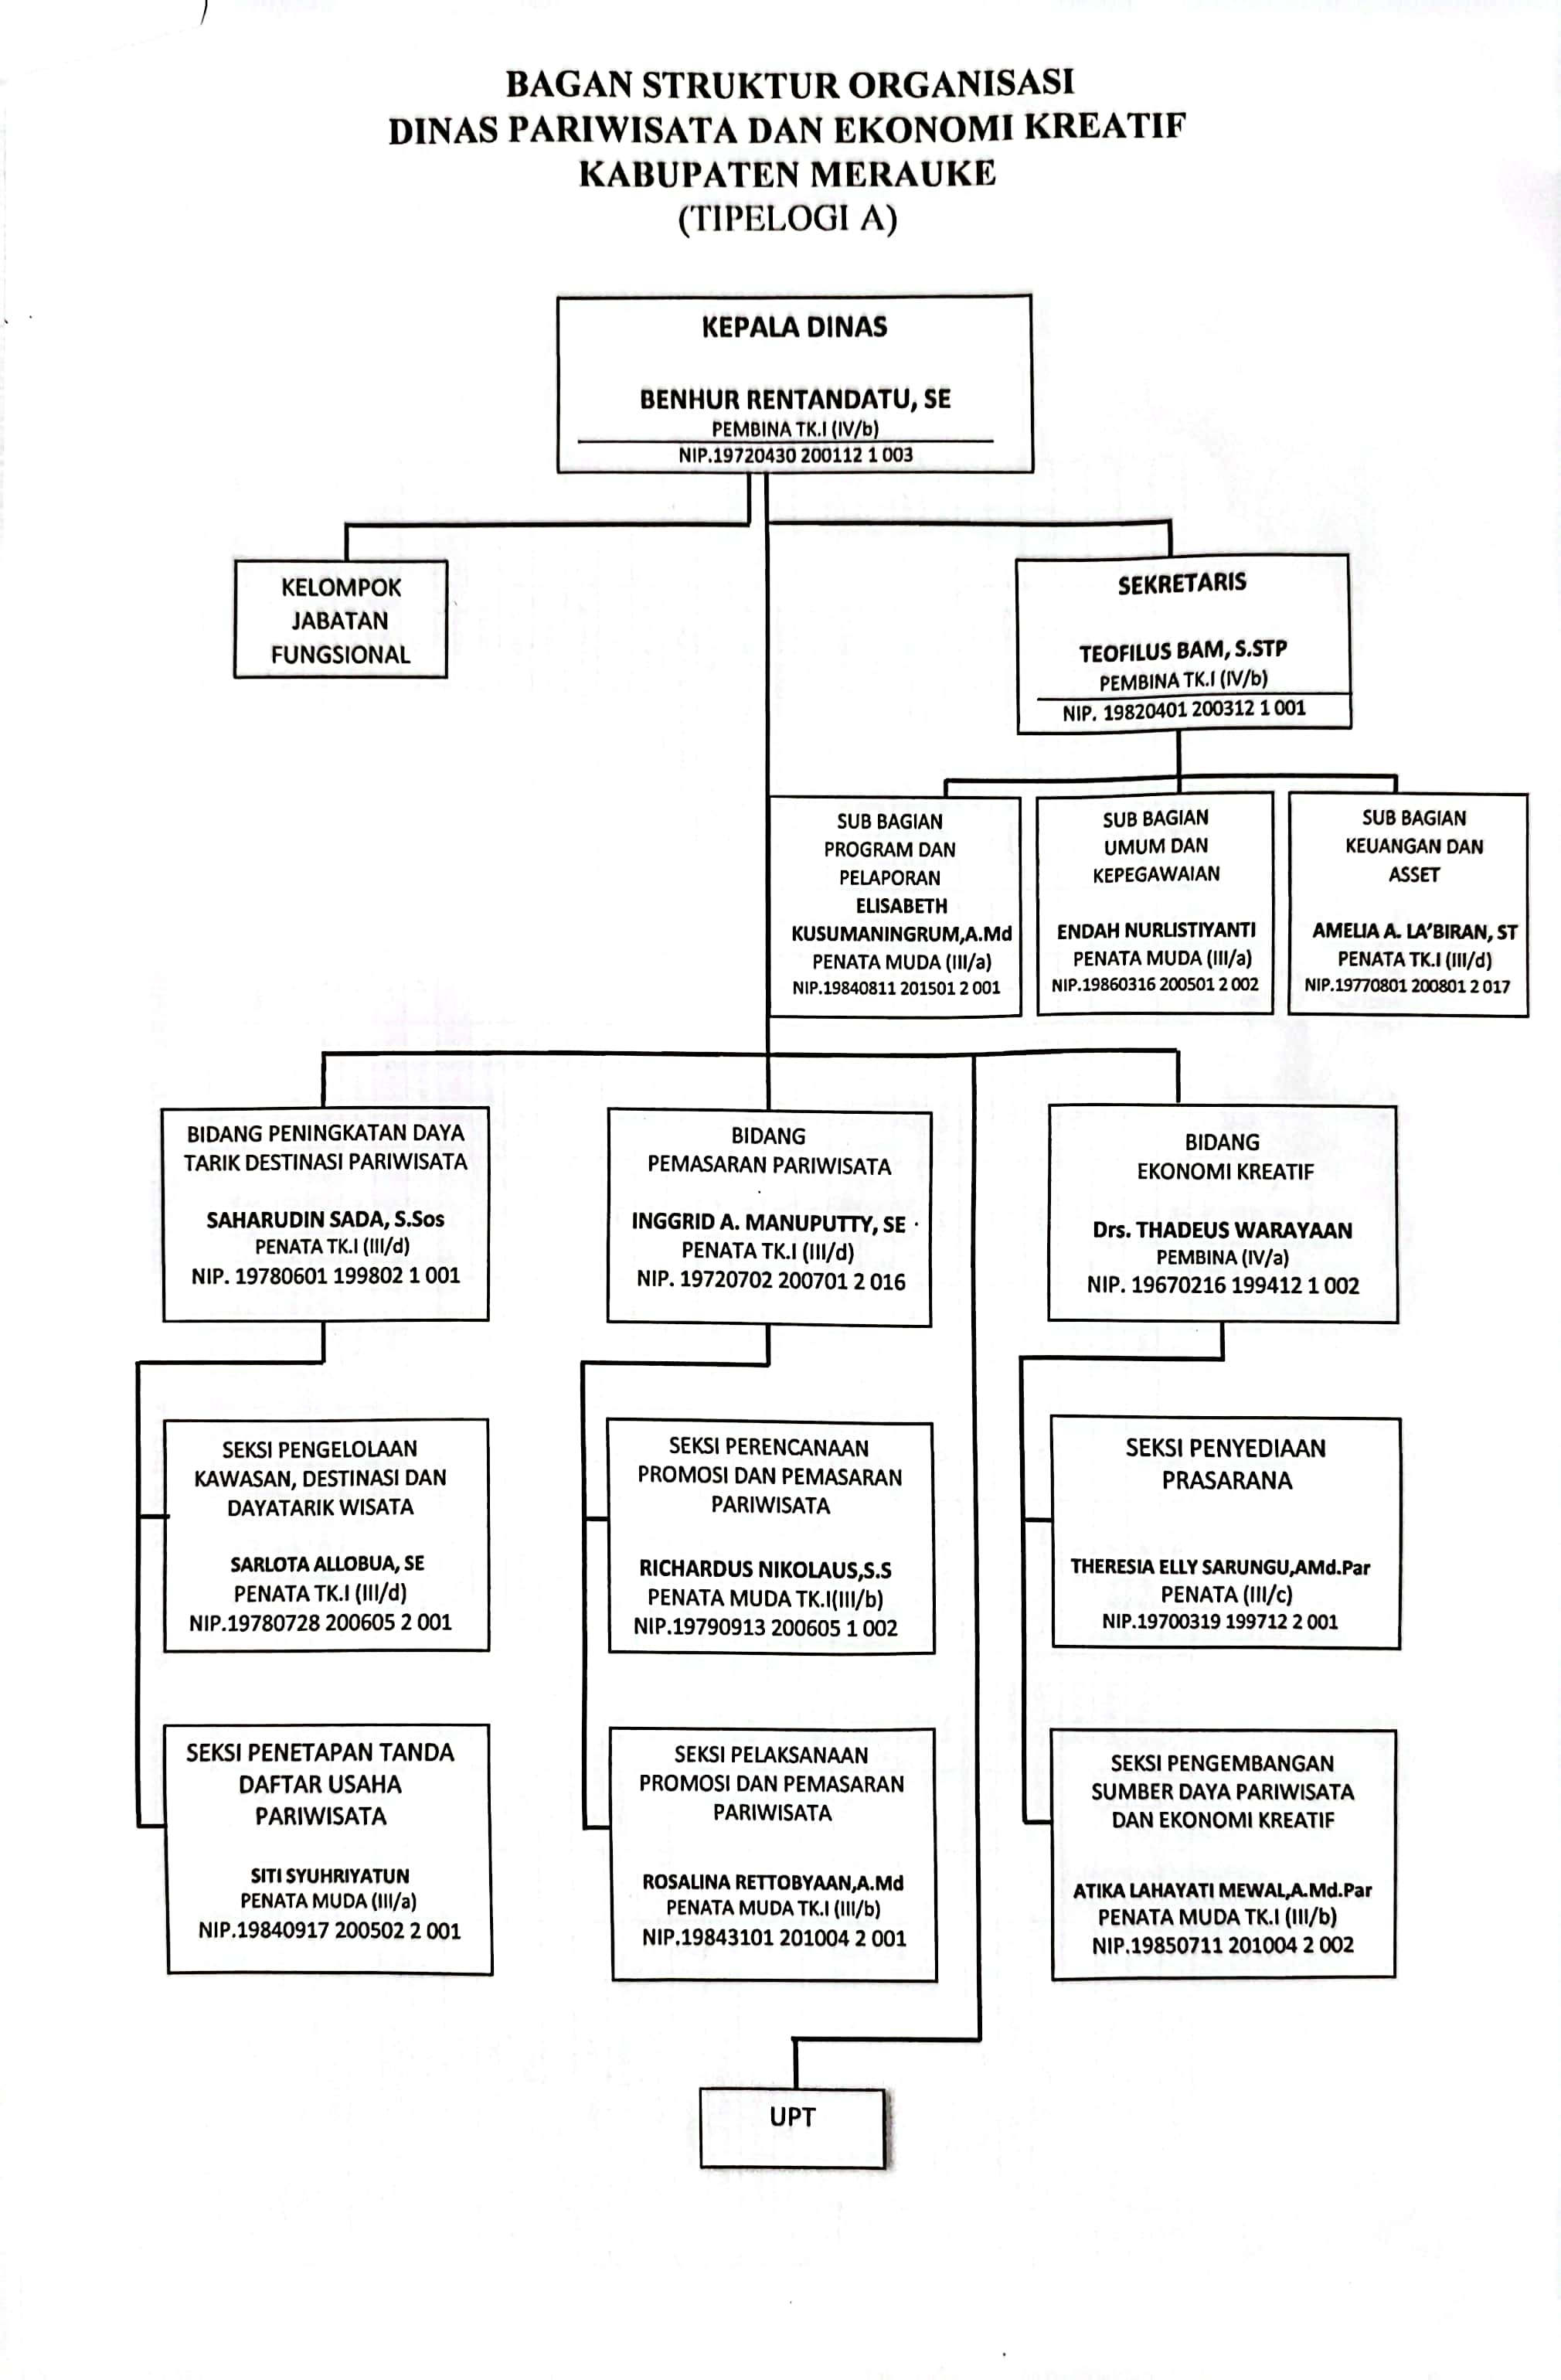 BAGAN STRUKTUR ORGANISASI
DINAS PARIWISATA DAN EKONOMI KREATIF
KABUPATEN MERAUKE
(TIPELOGI A)
KEPALA DINAS
BENHUR RENTANDATU, SE
PEMBINA TK.I (IV/b)
NIP.19720430 200112 1 003
KELOMPOK
JABATAN
FUNGSIONAL
SEKRETARIS
TEOFILUS BAM, S.STP
PEMBINA TK.I (IV/b)
NIP. 19820401 200312 1 001
SUB BAGIAN
PROGRAM DAN
PELAPORAN
ELISABETH
KUSUMANINGRUM,A.Md
PENATA MUDA (III/a)
NIP.19840811 201501 2 001
SUB BAGIAN
UMUM DAN
KEPEGAWAIAN
ENDAH NURLISTIYANTI
PENATA MUDA (III/a)
NIP.19860316 200501 2 002
SUB BAGIAN
KEUANGAN DAN
ASSET
AMELIA A. LA'BIRAN, ST
PENATA TK.I (III/d)
NIP.19770801 200801 2 017
BIDANG PENINGKATAN DAYA
TARIK DESTINASI PARIWISATA
SAHARUDIN SADA, S.Sos
PENATA TK.I (III/d)
NIP. 19780601 199802 1 001
BIDANG
PEMASARAN PARIWISATA
INGGRID A. MANUPUTTY, SE
PENATA TK.I (III/d)
NIP. 19720702 200701 2 016
BIDANG
EKONOMI KREATIF
Drs. THADEUS WARAYAAN
PEMBINA (IV/a)
NIP. 19670216 199412 1 002
SEKSI PENGELOLAAN
KAWASAN, DESTINASI DAN
DAYATARIK WISATA
SARLOTA ALLOBUA, SE
PENATA TK.I (III/d)
NIP.19780728 200605 2 001
SEKSI PERENCANAAN
PROMOSI DAN PEMASARAN
PARIWISATA
RICHARDUS NIKOLAUS,S.S
PENATA MUDA TK.I(III/b)
NIP.19790913 200605 1 002
SEKSI PENYEDIAAN
PRASARANA
THERESIA ELLY SARUNGU,AMd.Par
PENATA (III/c)
NIP.19700319 199712 2 001
SEKSI PENETAPAN TANDA
DAFTAR USAHA
PARIWISATA
SITI SYUHRIYATUN
PENATA MUDA (III/a)
NIP.19840917 200502 2 001
SEKSI PELAKSANAAN
PROMOSI DAN PEMASARAN
PARIWISATA
ROSALINA RETTOBYAAN,A.Md
PENATA MUDA TK.I (III/b)
NIP.19843101 201004 2 001
SEKSI PENGEMBANGAN
SUMBER DAYA PARIWISATA
DAN EKONOMI KREATIF
ATIKA LAHAYATI MEWAL,A.Md.Par
PENATA MUDA TK.I (III/b)
NIP.19850711 201004 2 002
UPT